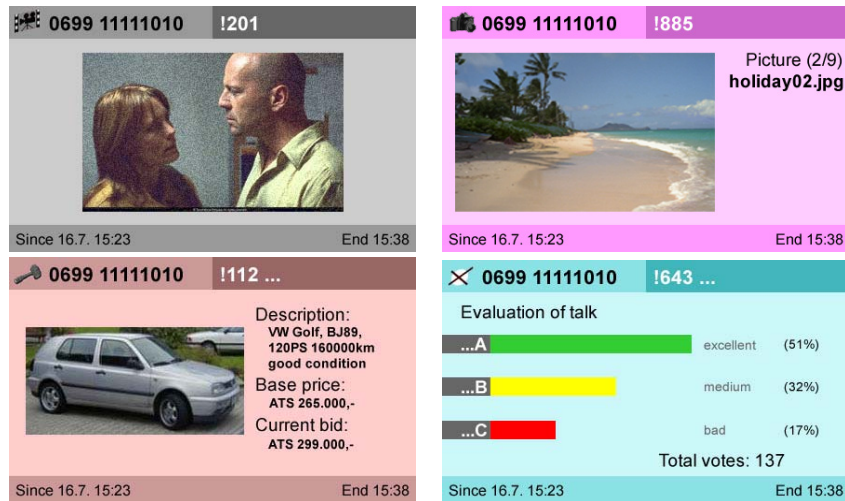 0699 11111010 !201
Since 16.7. 15:23 End 15:38
0699 11111010 !885
Picture (2/9)
holiday02.jpg
Since 16.7. 15:23 End 15:38
0699 11111010 !112 ...
Description:
VW Golf, BJ89,
120PS 160000km
good condition
Base price:
ATS 265.000,-
Current bid:
ATS 299.000,-
Since 16.7. 15:23 End 15:38
0699 11111010 !643 ...
Evaluation of talk
...A excellent (51%)
...B medium (32%)
...C bad (17%)
Total votes: 137
Since 16.7. 15:23 End 15:38